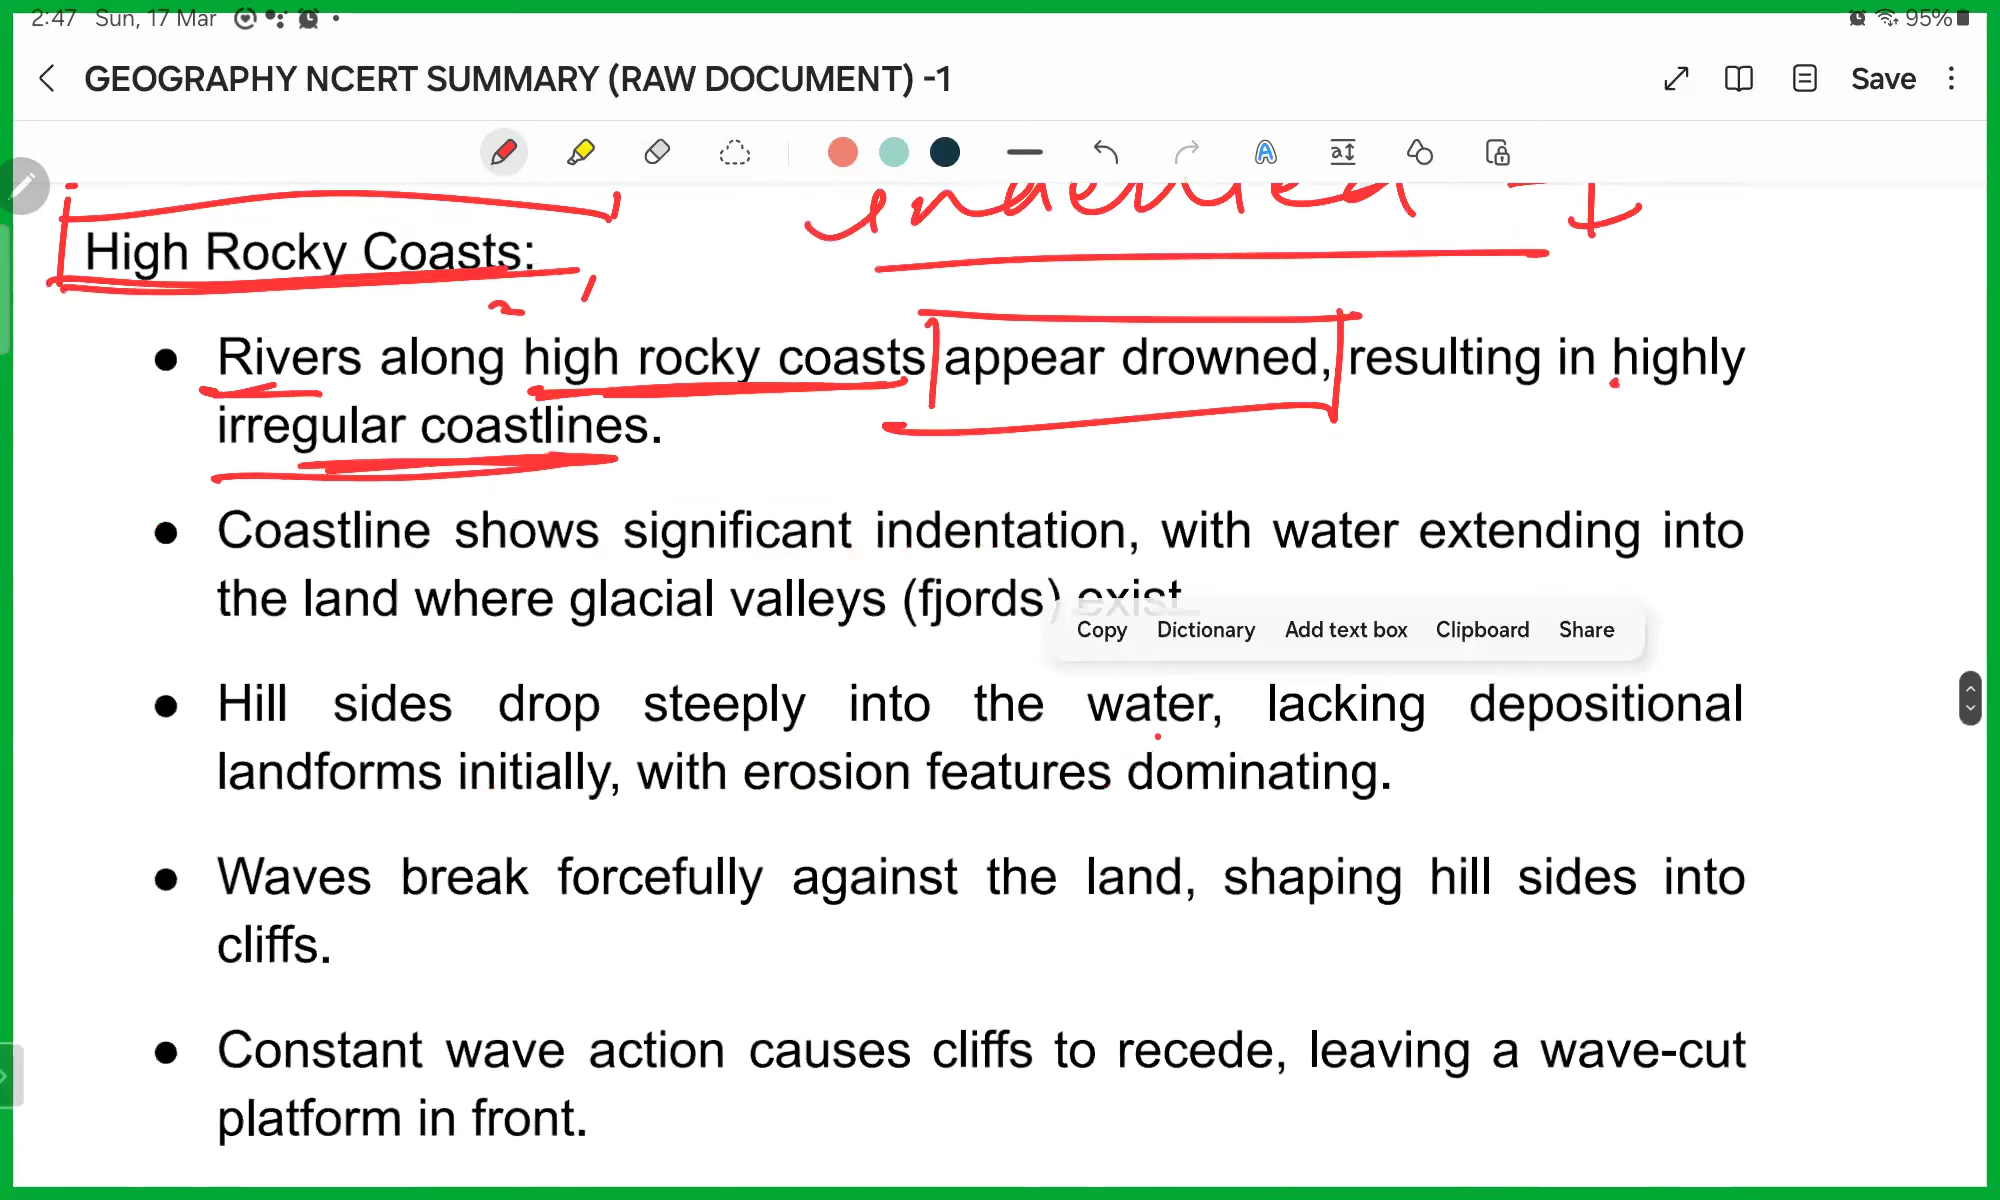 2:47 Sun, 17 Mar
95%
GEOGRAPHY NCERT SUMMARY (RAW DOCUMENT) -1
Save
indented -
High Rocky Coasts:
● Rivers along high rocky coasts appear drowned, resulting in highly
irregular coastlines.
● Coastline shows significant indentation, with water extending into
the land where glacial valleys (fjords) exist
Copy Dictionary Add text box Clipboard Share
● Hill sides drop steeply into the water, lacking depositional
landforms initially, with erosion features dominating.
● Waves break forcefully against the land, shaping hill sides into
cliffs.
● Constant wave action causes cliffs to recede, leaving a wave-cut
platform in front.